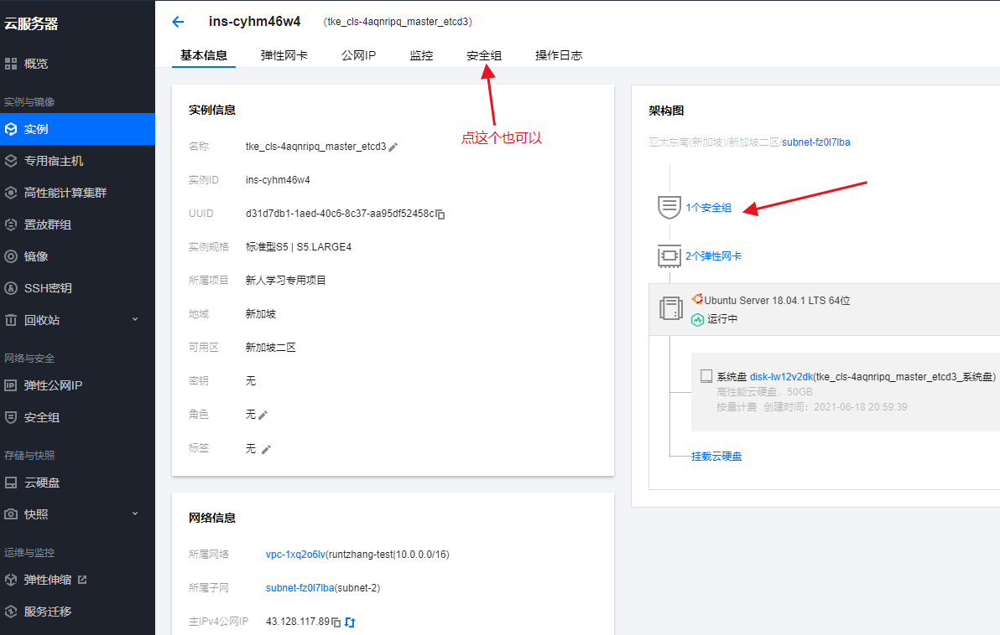 云服务器
概览
实例与镜像
实例
专用宿主机
高性能计算集群
置放群组
镜像
SSH密钥
回收站
网络与安全
弹性公网IP
安全组
存储与快照
云硬盘
快照
运维与监控
弹性伸缩
服务迁移
ins-cyhm46w4 (tke_cls-4aqnripq_master_etcd3)
基本信息 弹性网卡 公网IP 监控 安全组 操作日志
点这个也可以
实例信息
名称 tke_cls-4aqnripq_master_etcd3
实例ID ins-cyhm46w4
UUID d31d7db1-1aed-40c6-8c37-aa95df52458c
实例规格 标准型S5 | S5.LARGE4
所属项目 新人学习专用项目
地域 新加坡
可用区 新加坡二区
密钥 无
角色 无
标签 无
网络信息
所属网络 vpc-1xq2o6lv(runtzhang-test|10.0.0.0/16)
所属子网 subnet-fz0l7lba(subnet-2)
主IPv4公网IP 43.128.117.89
架构图
亚太东南(新加坡)/新加坡二区/subnet-fz0l7lba
1个安全组
2个弹性网卡
Ubuntu Server 18.04.1 LTS 64位
运行中
系统盘 disk-lw12v2dk(tke_cls-4aqnripq_master_etcd3_系统盘)
高性能云硬盘，50GB
按量计费 创建时间：2021-06-18 20:59:39
挂载云硬盘